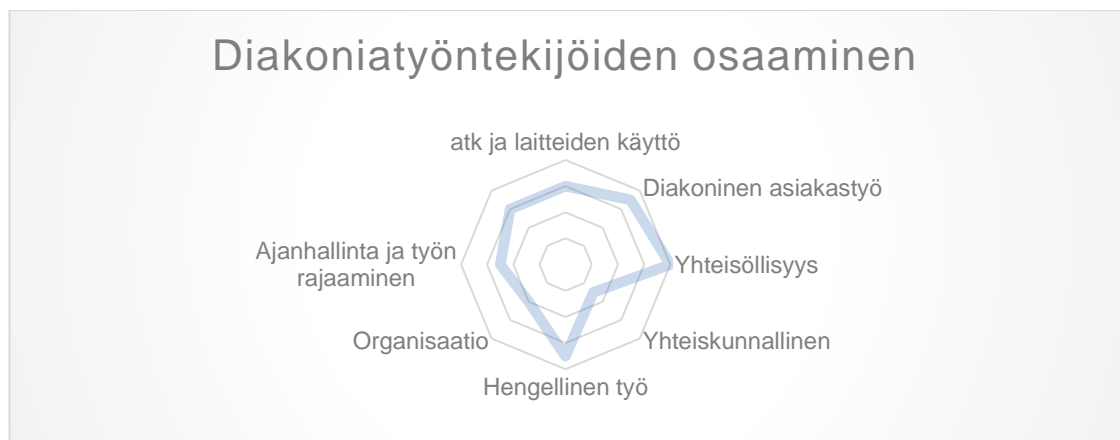 Diakoniatyöntekijöiden osaaminen
atk ja laitteiden käyttö
Diakoninen asiakastyö
Yhteisöllisyys
Yhteiskunnallinen
Hengellinen työ
Organisaatio
Ajanhallinta ja työn
rajaaminen